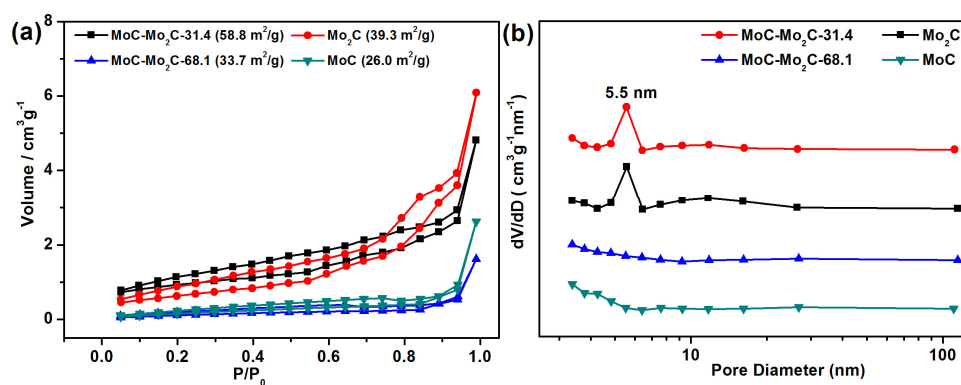 (a)
MoC-Mo₂C-31.4 (58.8 m²/g) Mo₂C (39.3 m²/g)
MoC-Mo₂C-68.1 (33.7 m²/g) MoC (26.0 m²/g)
8
6
4
2
0
Volume / cm³g⁻¹
0.0 0.2 0.4 0.6 0.8 1.0
P/P₀
(b)
MoC-Mo₂C-31.4 Mo₂C
MoC-Mo₂C-68.1 MoC
5.5 nm
dV/dD ( cm³g⁻¹nm⁻¹)
10 100
Pore Diameter (nm)